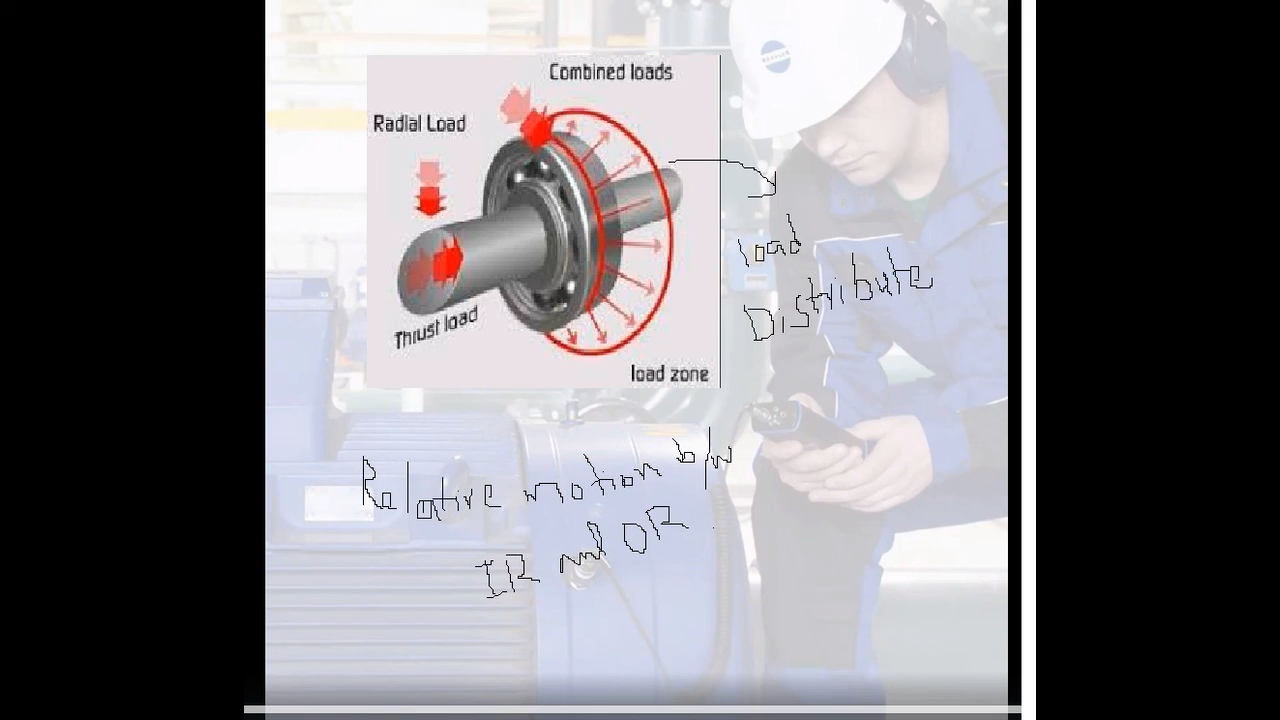 Combined loads
Radial Load
Thrust load
load zone
load
Distribute
Relative motion b/w
IR and OR